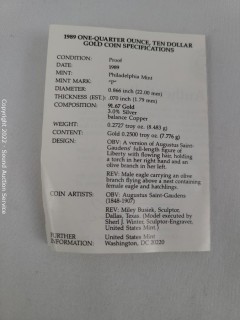 1989 ONE-QUARTER OUNCE, TEN DOLLAR
GOLD COIN SPECIFICATIONS
CONDITION: Proof
DATE: 1989
MINT: Philadelphia Mint
MINT MARK: "P"
DIAMETER: 0.866 inch (22.00 mm)
THICKNESS (EST.): .070 inch (1.79 mm)
COMPOSITION: 91.67 Gold
3.0% Silver
balance Copper
WEIGHT: 0.2727 troy oz. (8.483 g)
CONTENT: Gold 0.2500 troy oz. (7.776 g)
DESIGN: OBV: A version of Augustus Saint-
Gaudens' full-length figure of
Liberty with flowing hair, holding
a torch in her right hand and an
olive branch in her left.
REV: Male eagle carrying an olive
branch flying above a nest containing
female eagle and hatchlings.
COIN ARTISTS: OBV: Augustus Saint-Gaudens
(1848-1907)
REV: Miley Busiek, Sculptor,
Dallas, Texas. (Model executed by
Sherl J. Winter, Sculptor-Engraver,
United States Mint.)
FURTHER United States Mint
INFORMATION: Washington, DC 20220
Copyright 2022 - South Auction Service